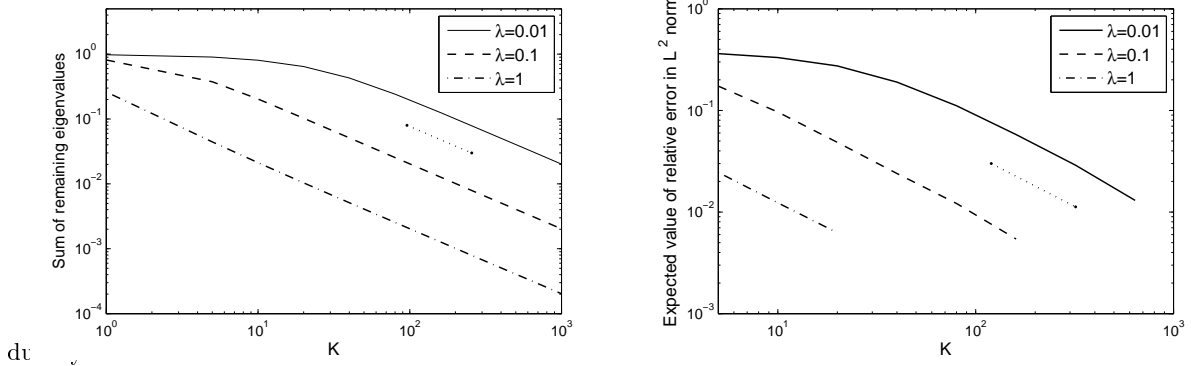 Sum of remaining eigenvalues
10^0
10^-1
10^-2
10^-3
10^-4
10^0 10^1 10^2 10^3
K
λ=0.01
λ=0.1
λ=1
Expected value of relative error in L^2 norm
10^0
10^-1
10^-2
10^-3
10^1 10^2 10^3
K
λ=0.01
λ=0.1
λ=1